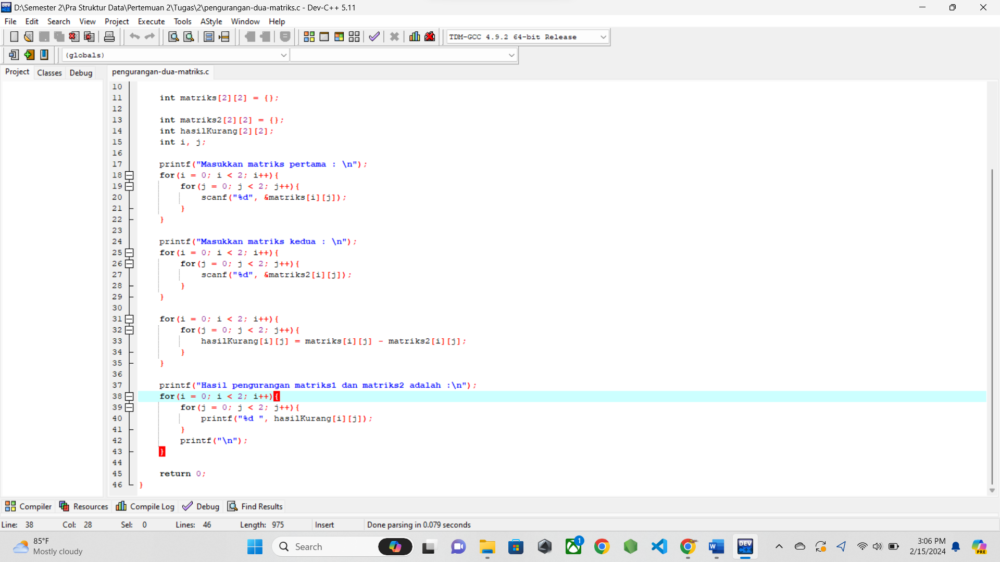 D:\Semester 2\Pra Struktur Data\Pertemuan 2\Tugas\2\pengurangan-dua-matriks.c - Dev-C++ 5.11
File Edit Search View Project Execute Tools AStyle Window Help
TDM-GCC 4.9.2 64-bit Release
(globals)
Project Classes Debug pengurangan-dua-matriks.c
10
11 int matriks[2][2] = {};
12
13 int matriks2[2][2] = {};
14 int hasilKurang[2][2];
15 int i, j;
16
17 printf("Masukkan matriks pertama : \n");
18 for(i = 0; i < 2; i++){
19 for(j = 0; j < 2; j++){
20 scanf("%d", &matriks[i][j]);
21 }
22 }
23
24 printf("Masukkan matriks kedua : \n");
25 for(i = 0; i < 2; i++){
26 for(j = 0; j < 2; j++){
27 scanf("%d", &matriks2[i][j]);
28 }
29 }
30
31 for(i = 0; i < 2; i++){
32 for(j = 0; j < 2; j++){
33 hasilKurang[i][j] = matriks[i][j] - matriks2[i][j];
34 }
35 }
36
37 printf("Hasil pengurangan matriks1 dan matriks2 adalah :\n");
38 for(i = 0; i < 2; i++){
39 for(j = 0; j < 2; j++){
40 printf("%d ", hasilKurang[i][j]);
41 }
42 printf("\n");
43 }
44
45 return 0;
46 }
Compiler Resources Compile Log Debug Find Results
Line: 38 Col: 28 Sel: 0 Lines: 46 Length: 975 Insert Done parsing in 0.079 seconds
85°F
Mostly cloudy
Search
1
W
DEV C++
3:06 PM
2/15/2024
PRE